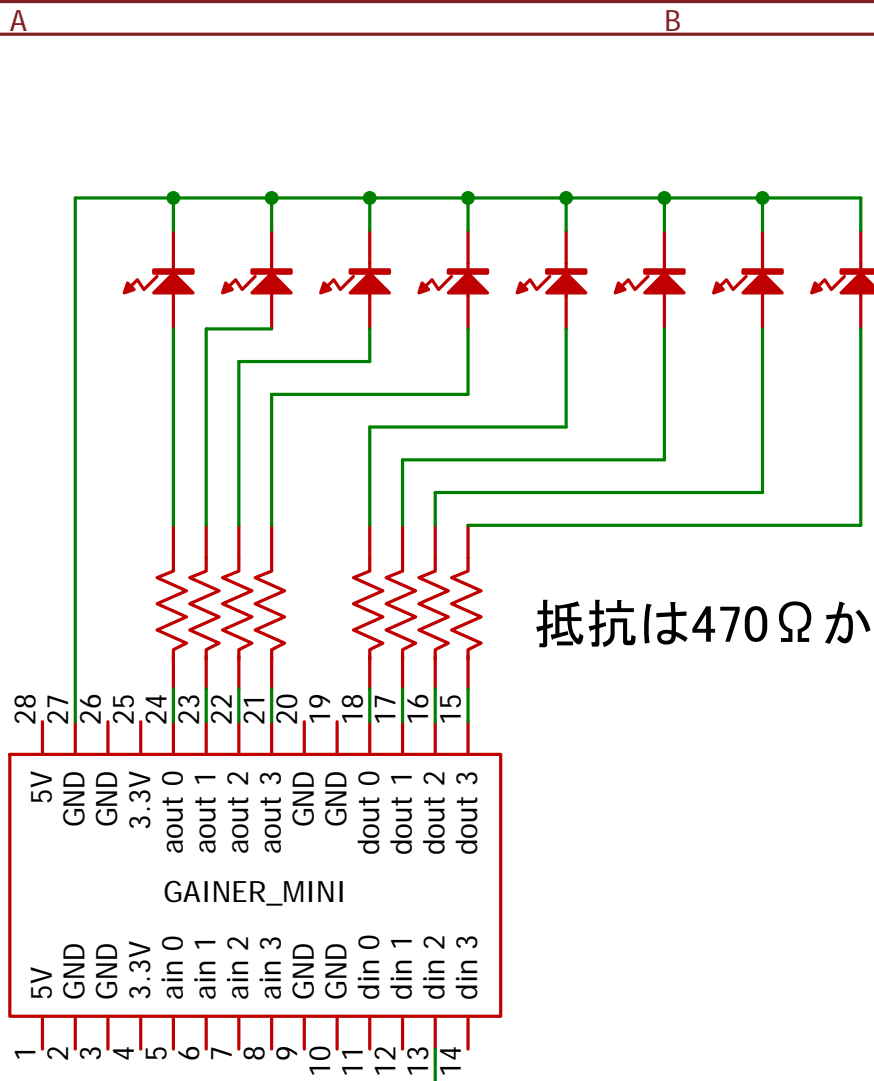 A B
抵抗は470Ωか
28 27 26 25 24 23 22 21 20 19 18 17 16 15
5V GND GND 3.3V aout 0 aout 1 aout 2 aout 3 GND GND dout 0 dout 1 dout 2 dout 3
GAINER_MINI
5V GND GND 3.3V ain 0 ain 1 ain 2 ain 3 GND GND din 0 din 1 din 2 din 3
1 2 3 4 5 6 7 8 9 10 11 12 13 14